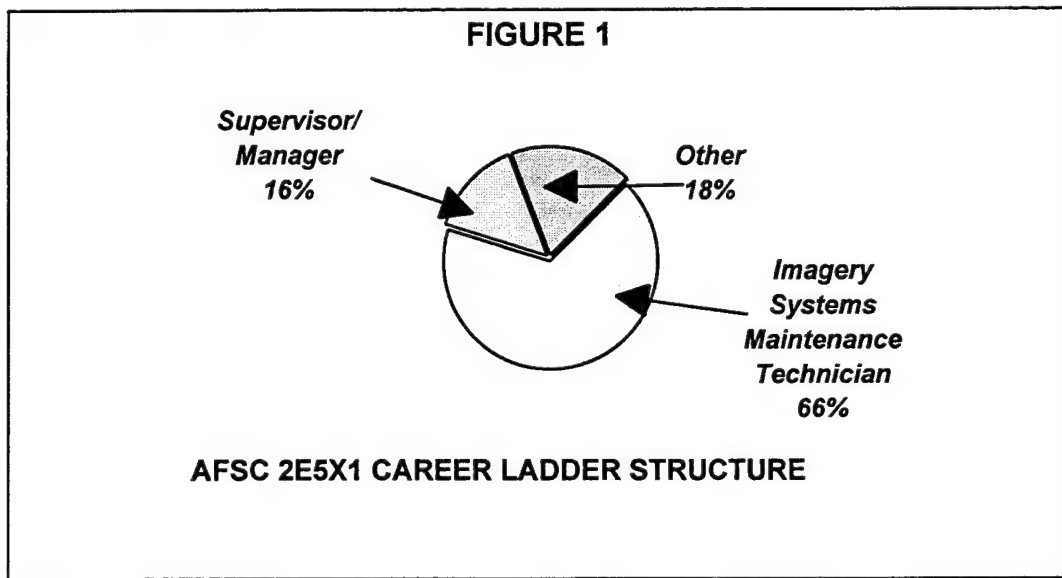 FIGURE 1
Supervisor/
Manager
16%
Other
18%
Imagery
Systems
Maintenance
Technician
66%
AFSC 2E5X1 CAREER LADDER STRUCTURE